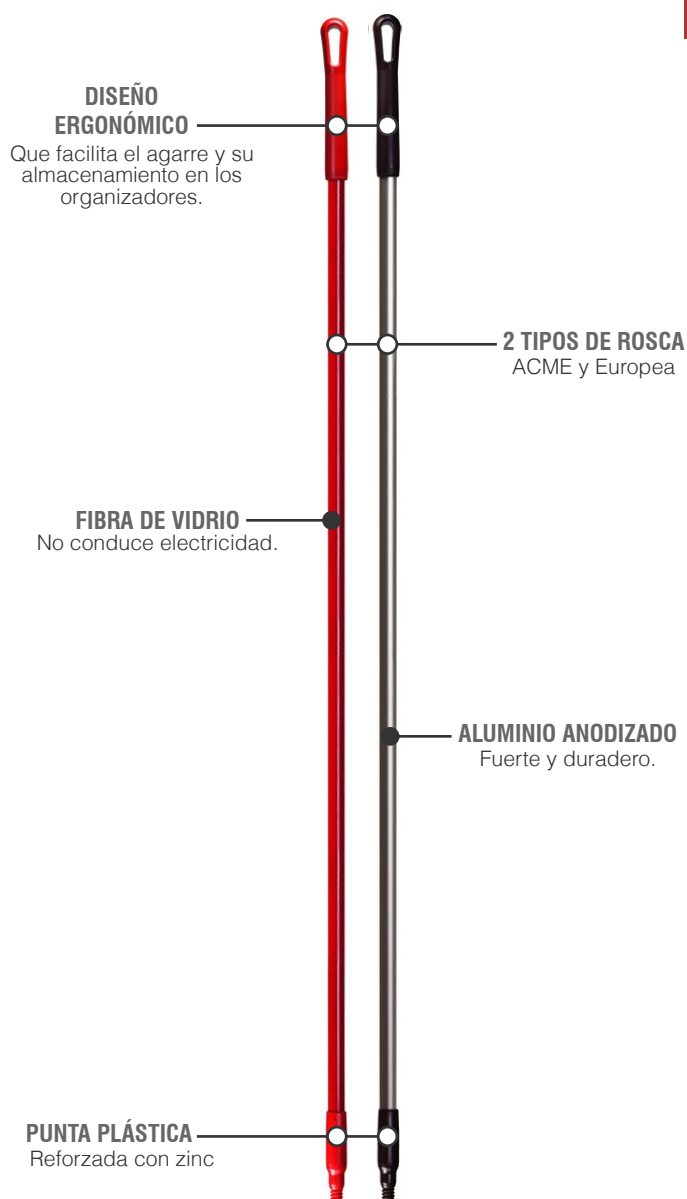 DISEÑO
ERGONÓMICO
Que facilita el agarre y su
almacenamiento en los
organizadores.
2 TIPOS DE ROSCA
ACME y Europea
FIBRA DE VIDRIO
No conduce electricidad.
ALUMINIO ANODIZADO
Fuerte y duradero.
PUNTA PLÁSTICA
Reforzada con zinc